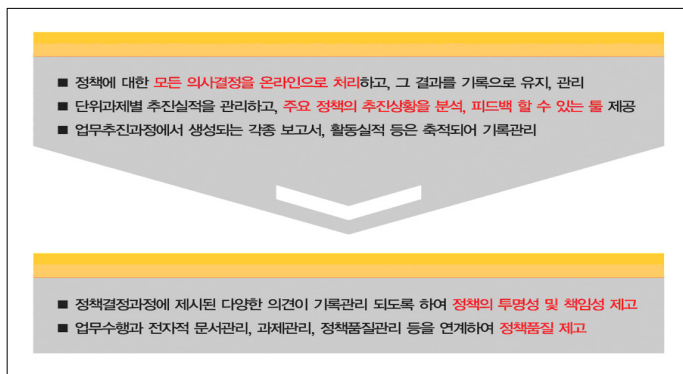 ■ 정책에 대한 모든 의사결정을 온라인으로 처리하고, 그 결과를 기록으로 유지, 관리
■ 단위과제별 추진실적을 관리하고, 주요 정책의 추진상황을 분석, 피드백 할 수 있는 툴 제공
■ 업무추진과정에서 생성되는 각종 보고서, 활동실적 등은 축적되어 기록관리
■ 정책결정과정에 제시된 다양한 의견이 기록관리 되도록 하여 정책의 투명성 및 책임성 제고
■ 업무수행과 전자적 문서관리, 과제관리, 정책품질관리 등을 연계하여 정책품질 제고